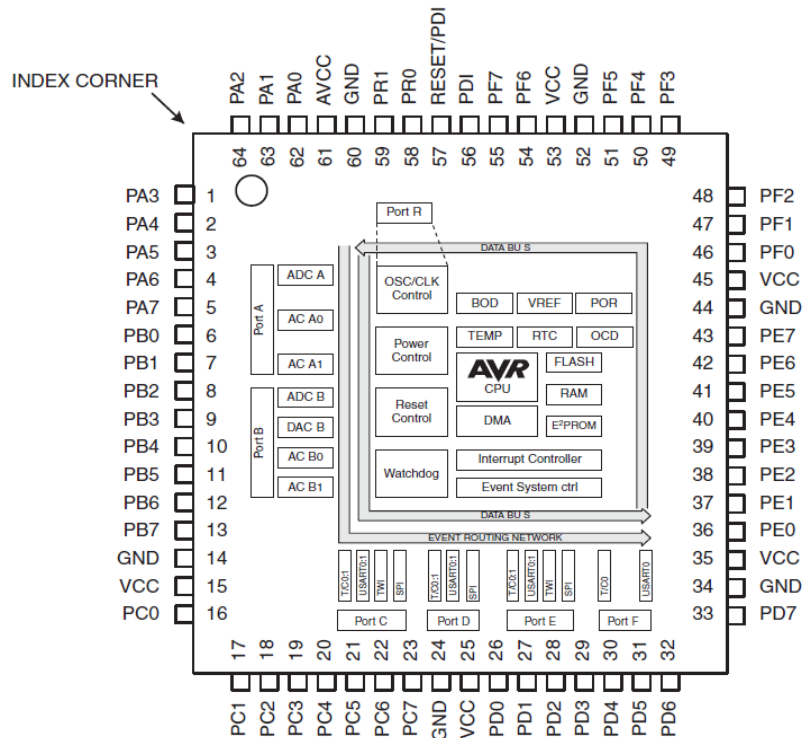 INDEX CORNER
PA2 PA1 PA0 AVCC GND PR1 PR0 RESET/PDI PDI PF7 PF6 VCC GND PF5 PF4 PF3
64 63 62 61 60 59 58 57 56 55 54 53 52 51 50 49
PA3 1
PA4 2
PA5 3
PA6 4
PA7 5
PB0 6
PB1 7
PB2 8
PB3 9
PB4 10
PB5 11
PB6 12
PB7 13
GND 14
VCC 15
PC0 16
48 PF2
47 PF1
46 PF0
45 VCC
44 GND
43 PE7
42 PE6
41 PE5
40 PE4
39 PE3
38 PE2
37 PE1
36 PE0
35 VCC
34 GND
33 PD7
Port R
DATA BU S
Port A
ADC A
AC A0
AC A1
Port B
ADC B
DAC B
AC B0
AC B1
OSC/CLK
Control
Power
Control
Reset
Control
Watchdog
BOD VREF POR
TEMP RTC OCD
AVR
CPU
FLASH
RAM
DMA
E²PROM
Interrupt Controller
Event System ctrl
DATA BU S
EVENT ROUTING NETWORK
T/C0:1 USART0:1 TWI SPI
T/C0:1 USART0:1 SPI
T/C0:1 USART0:1 TWI SPI
T/C0 USART0
Port C Port D Port E Port F
17 18 19 20 21 22 23 24 25 26 27 28 29 30 31 32
PC1 PC2 PC3 PC4 PC5 PC6 PC7 GND VCC PD0 PD1 PD2 PD3 PD4 PD5 PD6